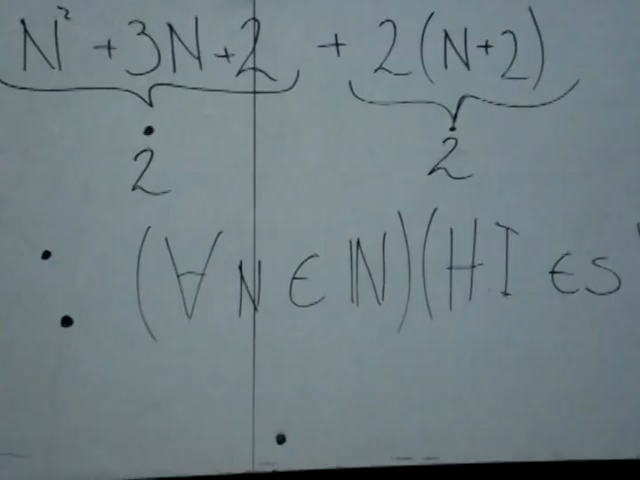 N² + 3N + 2 + 2(N+2)
2̇ 2̇
∴ (∀ N ∈ ℕ)(HI ES